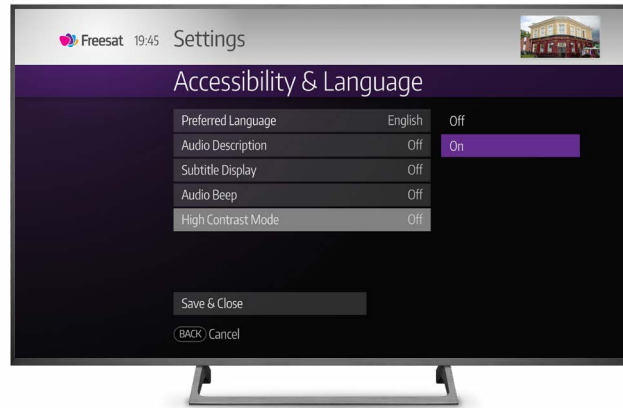 Freesat 19:45 Settings
Accessibility & Language
Preferred Language English Off
Audio Description Off On
Subtitle Display Off
Audio Beep Off
High Contrast Mode Off
Save & Close
BACK Cancel